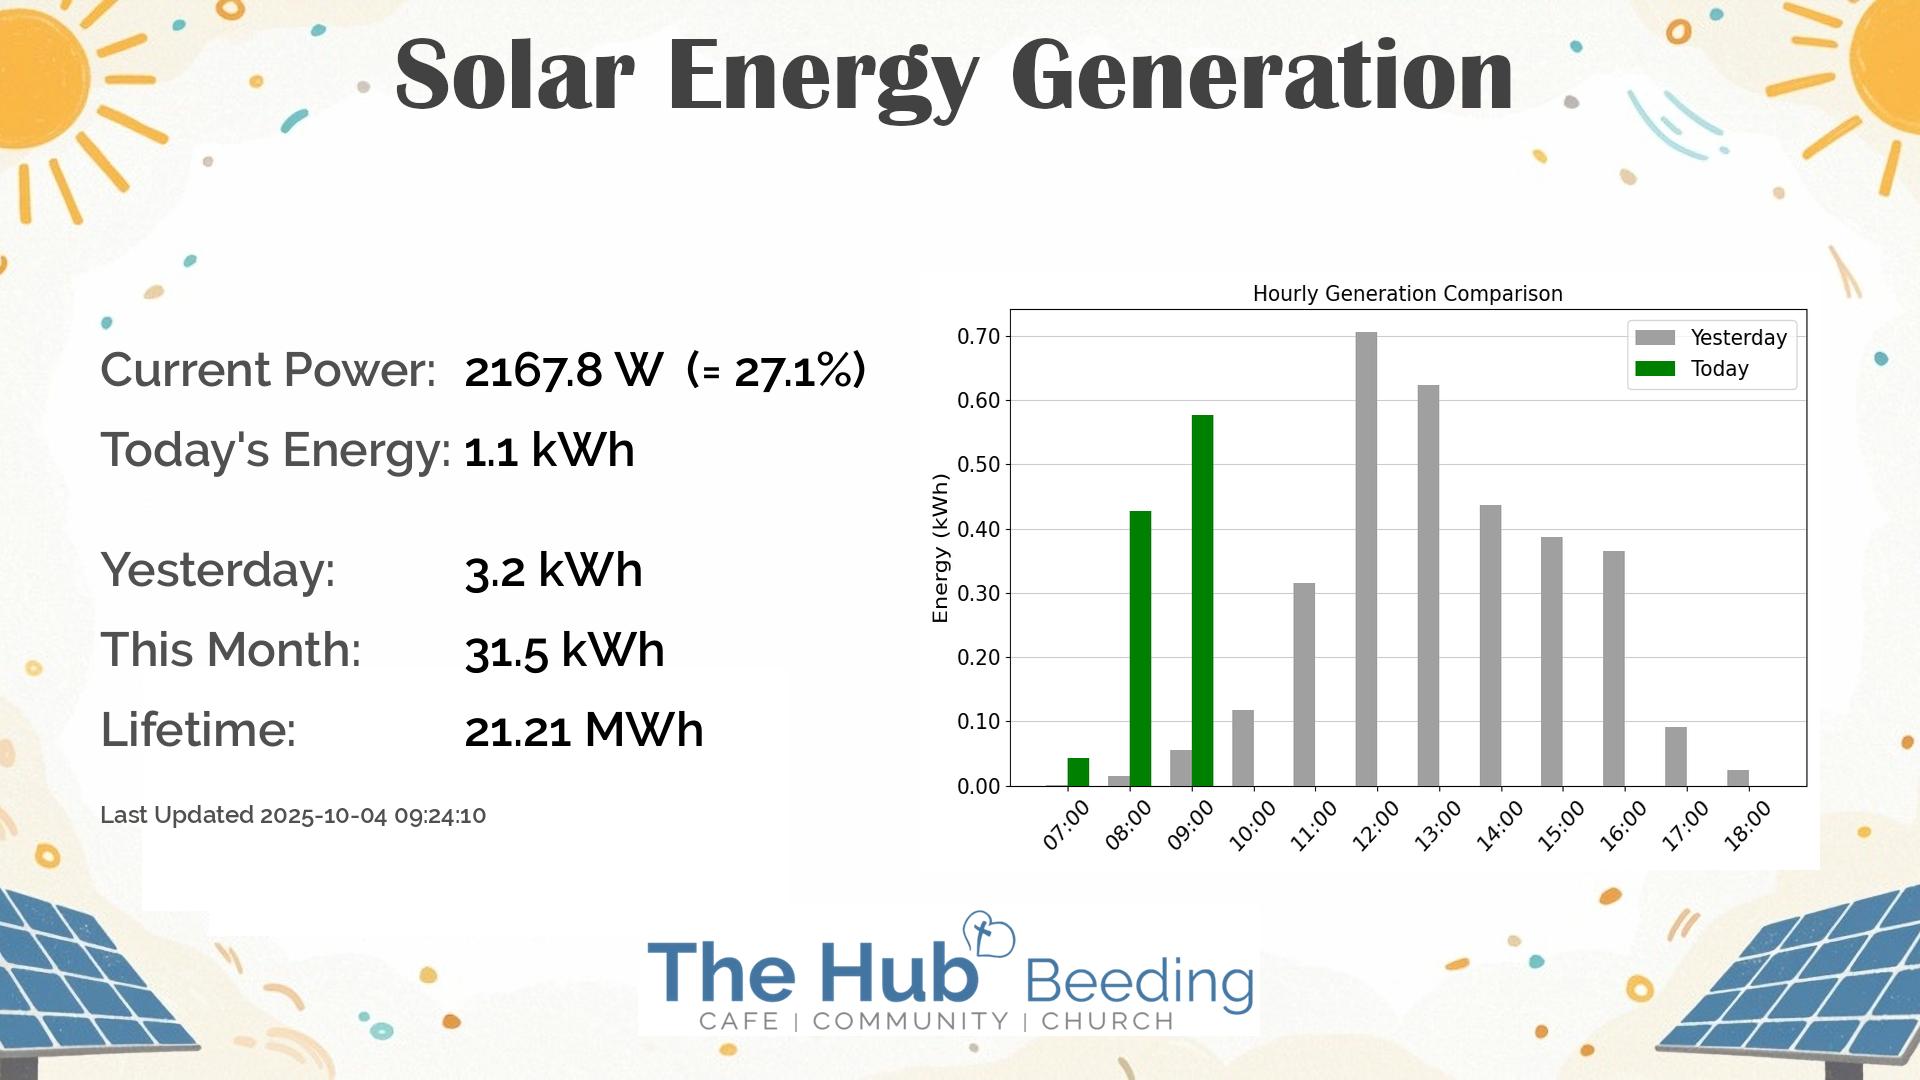 Solar Energy Generation
Current Power: 2167.8 W (= 27.1%)
Today's Energy: 1.1 kWh
Yesterday: 3.2 kWh
This Month: 31.5 kWh
Lifetime: 21.21 MWh
Last Updated 2025-10-04 09:24:10
Hourly Generation Comparison
Yesterday
Today
Energy (kWh)
0.70
0.60
0.50
0.40
0.30
0.20
0.10
0.00
07:00 08:00 09:00 10:00 11:00 12:00 13:00 14:00 15:00 16:00 17:00 18:00
The Hub Beeding
CAFE | COMMUNITY | CHURCH